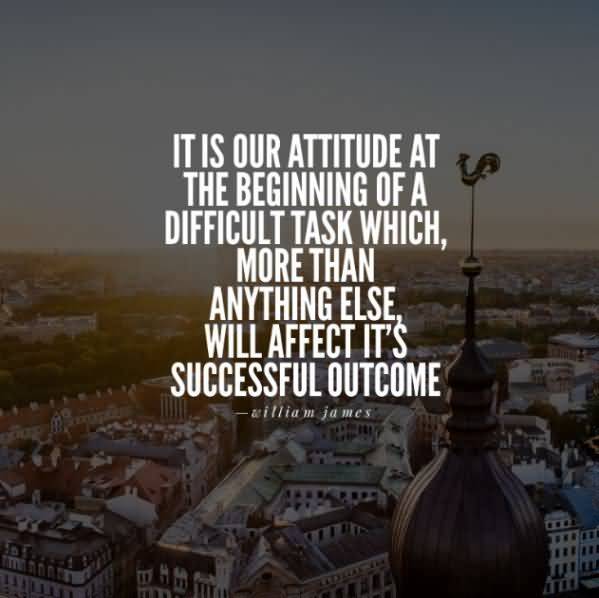 IT IS OUR ATTITUDE AT
THE BEGINNING OF A
DIFFICULT TASK WHICH,
MORE THAN
ANYTHING ELSE,
WILL AFFECT IT'S
SUCCESSFUL OUTCOME
—william james